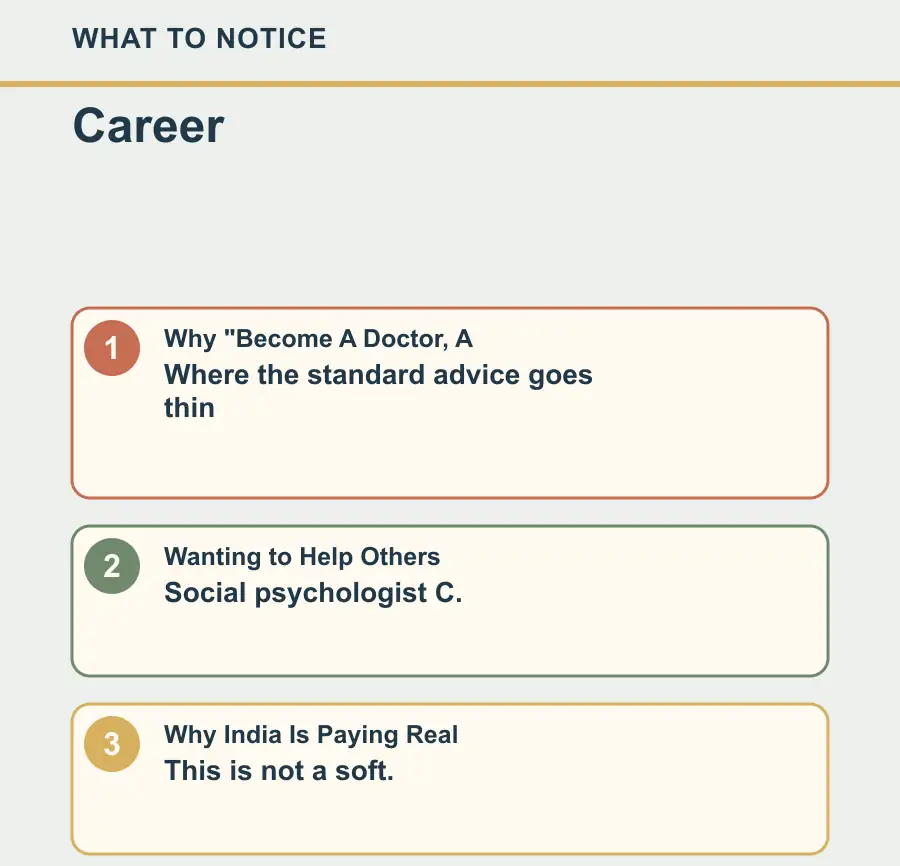 WHAT TO NOTICE
Career
1
Why "Become A Doctor, A
Where the standard advice goes
thin
2
Wanting to Help Others
Social psychologist C.
3
Why India Is Paying Real
This is not a soft.